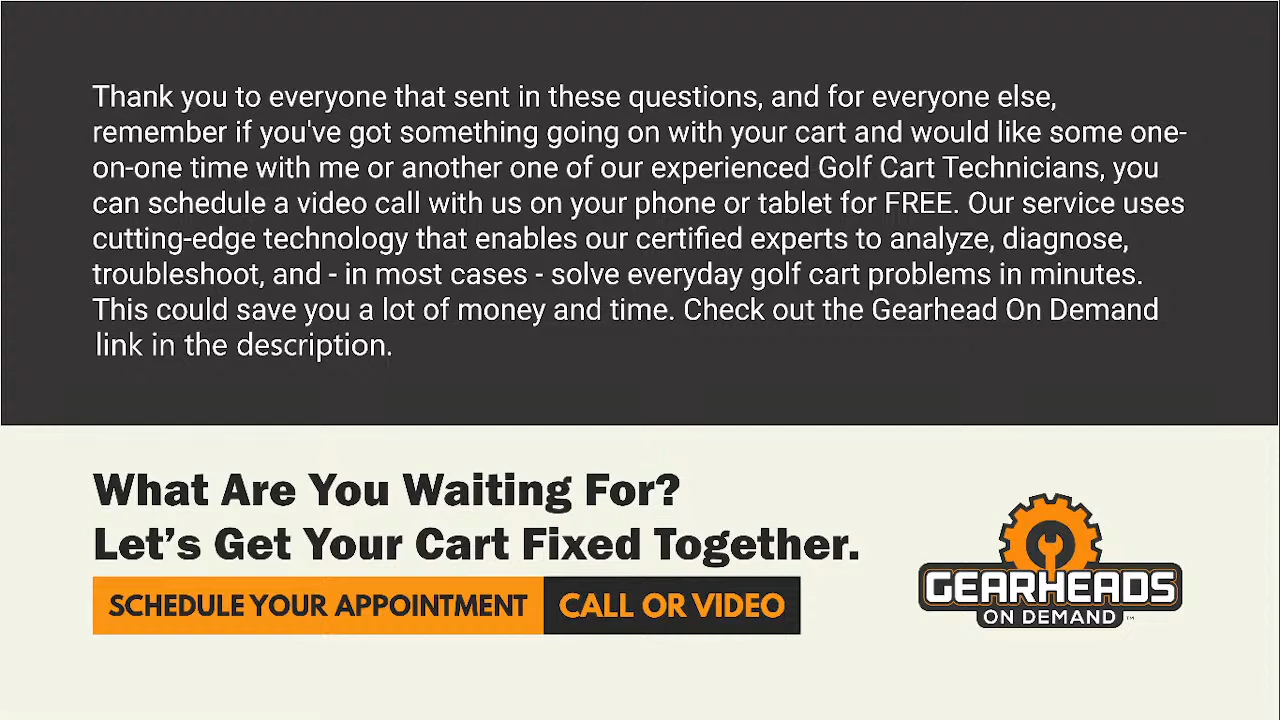 Thank you to everyone that sent in these questions, and for everyone else,
remember if you've got something going on with your cart and would like some one-
on-one time with me or another one of our experienced Golf Cart Technicians, you
can schedule a video call with us on your phone or tablet for FREE. Our service uses
cutting-edge technology that enables our certified experts to analyze, diagnose,
troubleshoot, and - in most cases - solve everyday golf cart problems in minutes.
This could save you a lot of money and time. Check out the Gearhead On Demand
link in the description.
What Are You Waiting For?
Let’s Get Your Cart Fixed Together.
SCHEDULE YOUR APPOINTMENT CALL OR VIDEO
GEARHEADS
ON DEMAND™